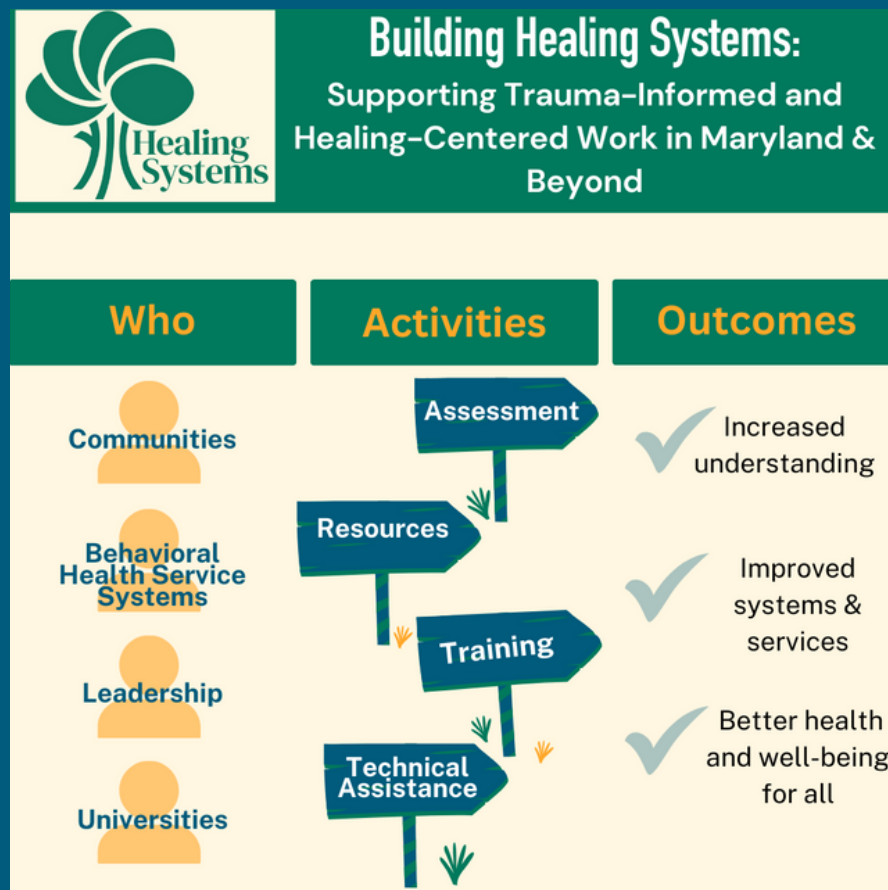 Healing
Systems
Building Healing Systems:
Supporting Trauma-Informed and
Healing-Centered Work in Maryland &
Beyond
Who
Communities
Behavioral
Health Service
Systems
Leadership
Universities
Activities
Assessment
Resources
Training
Technical
Assistance
Outcomes
Increased
understanding
Improved
systems &
services
Better health
and well-being
for all